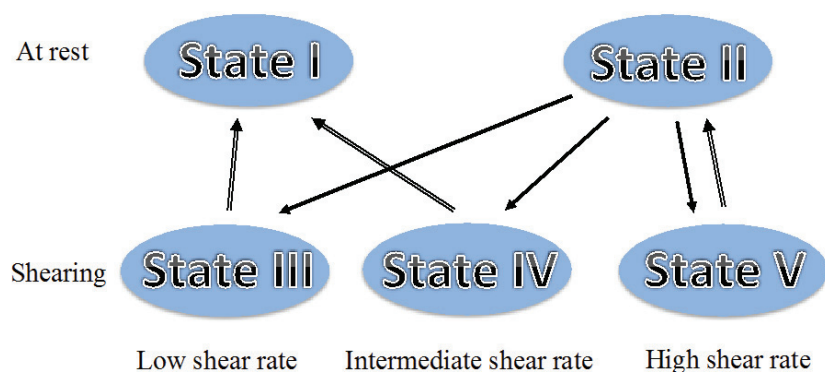 At rest
State I
State II
Shearing
State III
State IV
State V
Low shear rate
Intermediate shear rate
High shear rate